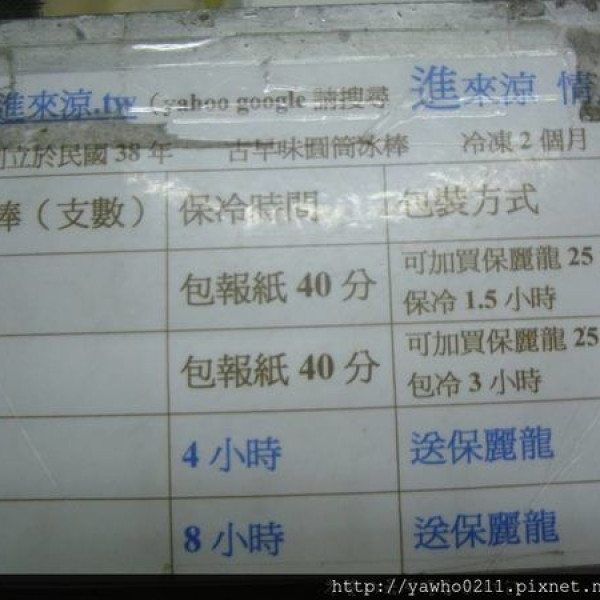 進來涼.tw（yahoo google 請搜尋 進來涼 情
立於民國 38 年 古早味圓筒冰棒 冷凍 2 個月
棒（支數） 保冷時間 包裝方式
包報紙 40 分 可加買保麗龍 25
保冷 1.5 小時
包報紙 40 分 可加買保麗龍 25
包冷 3 小時
4 小時 送保麗龍
8 小時 送保麗龍
http://yawho0211.pixnet.n